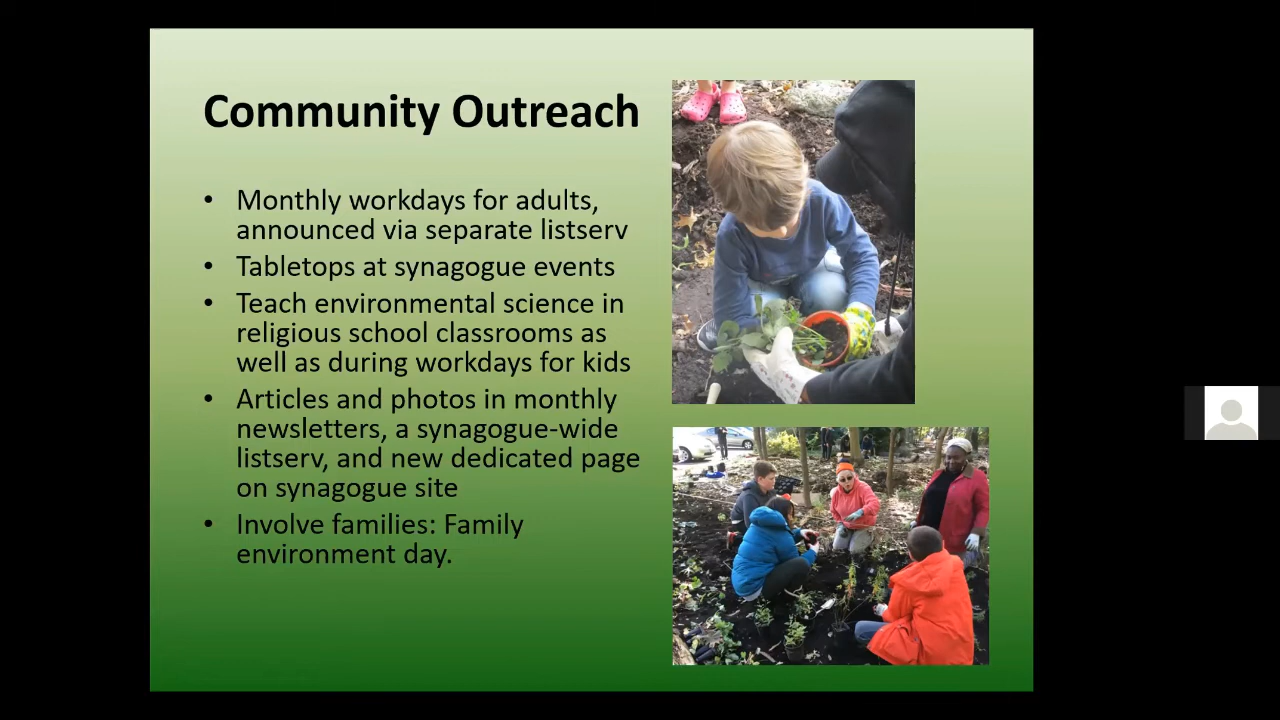 Community Outreach
• Monthly workdays for adults,
announced via separate listserv
• Tabletops at synagogue events
• Teach environmental science in
religious school classrooms as
well as during workdays for kids
• Articles and photos in monthly
newsletters, a synagogue-wide
listserv, and new dedicated page
on synagogue site
• Involve families: Family
environment day.